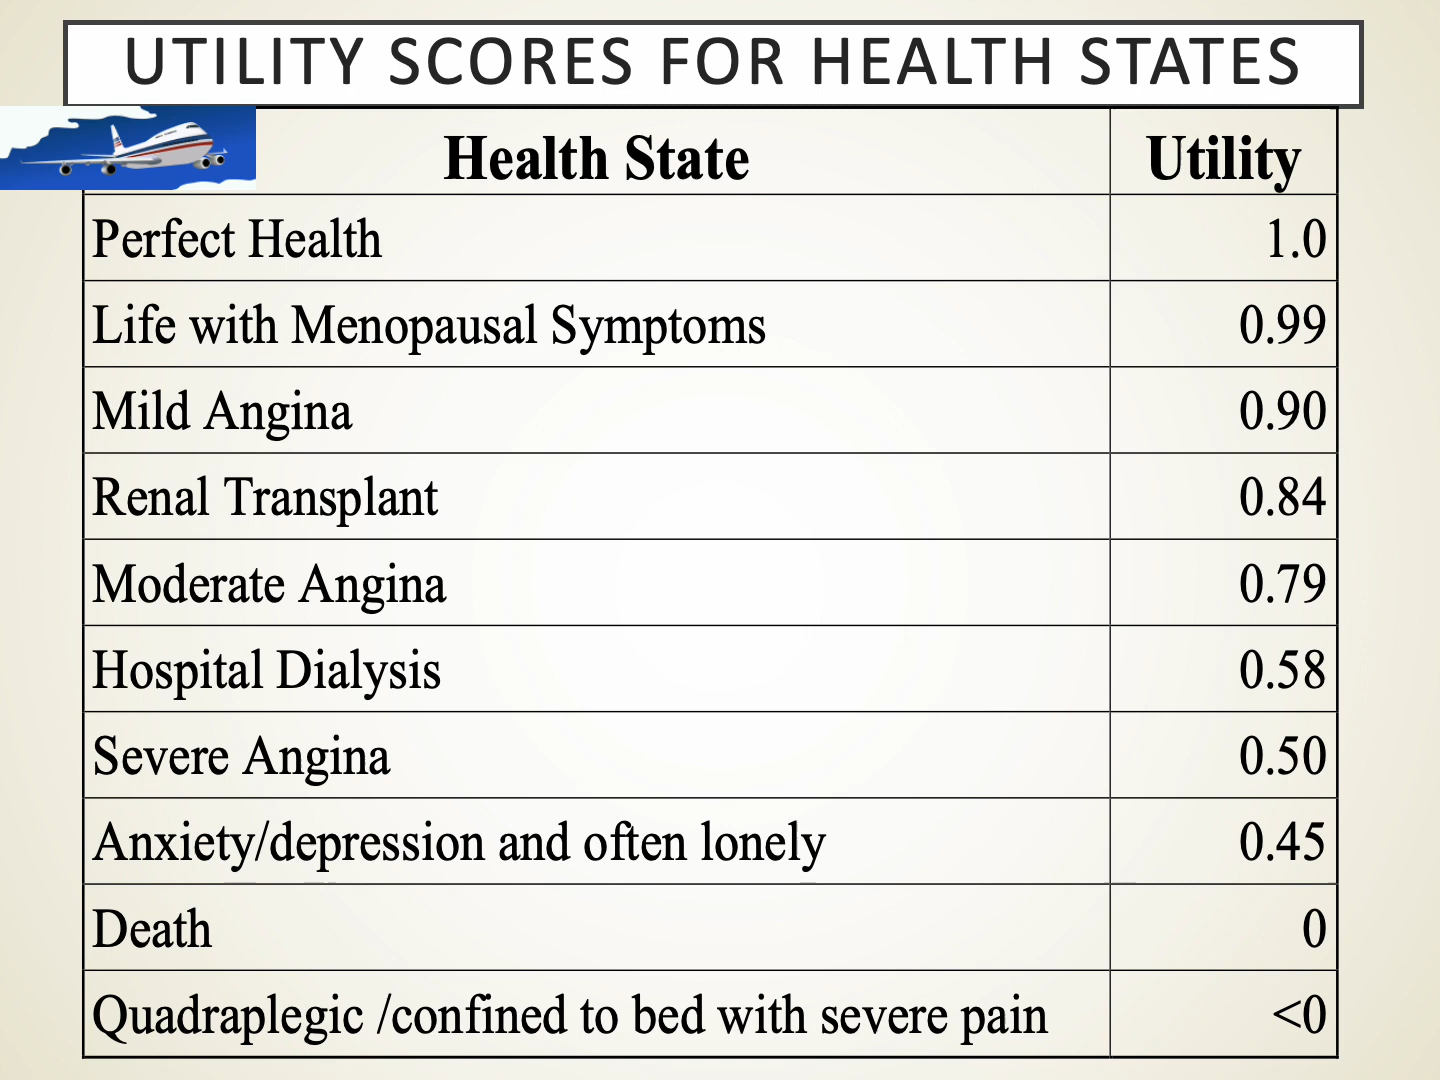 UTILITY SCORES FOR HEALTH STATES
Health State Utility
Perfect Health 1.0
Life with Menopausal Symptoms 0.99
Mild Angina 0.90
Renal Transplant 0.84
Moderate Angina 0.79
Hospital Dialysis 0.58
Severe Angina 0.50
Anxiety/depression and often lonely 0.45
Death 0
Quadraplegic /confined to bed with severe pain <0